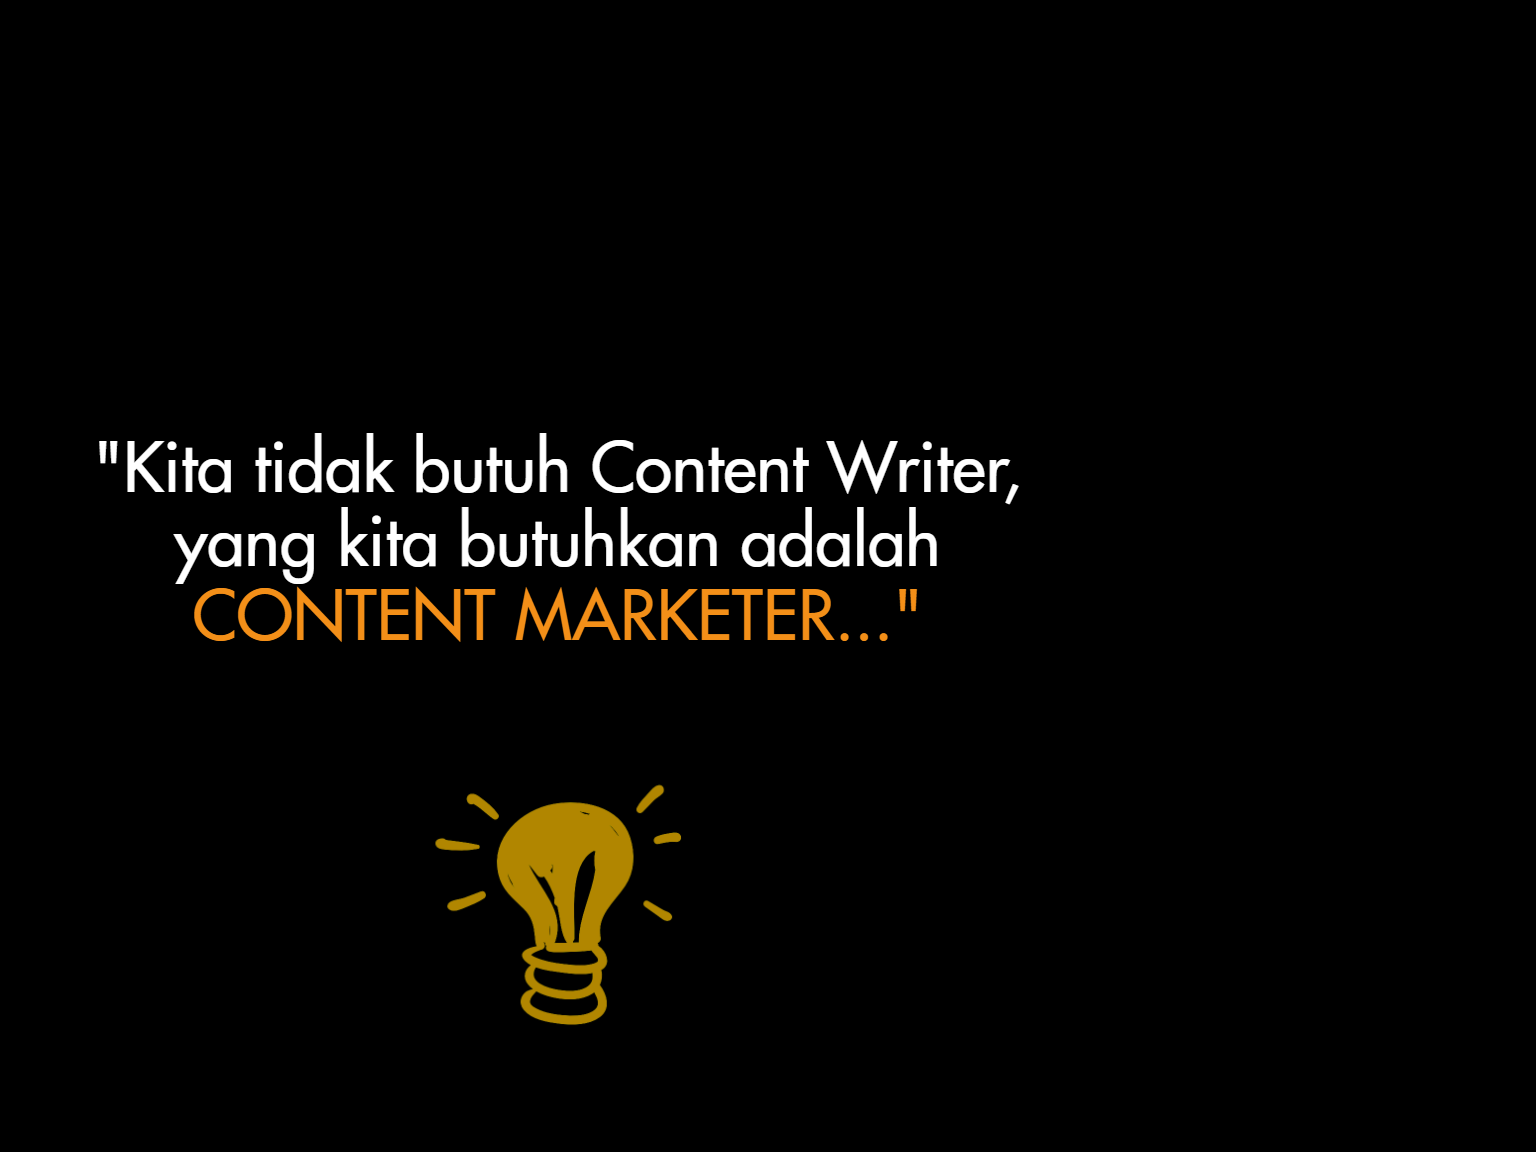 "Kita tidak butuh Content Writer,
yang kita butuhkan adalah
CONTENT MARKETER..."